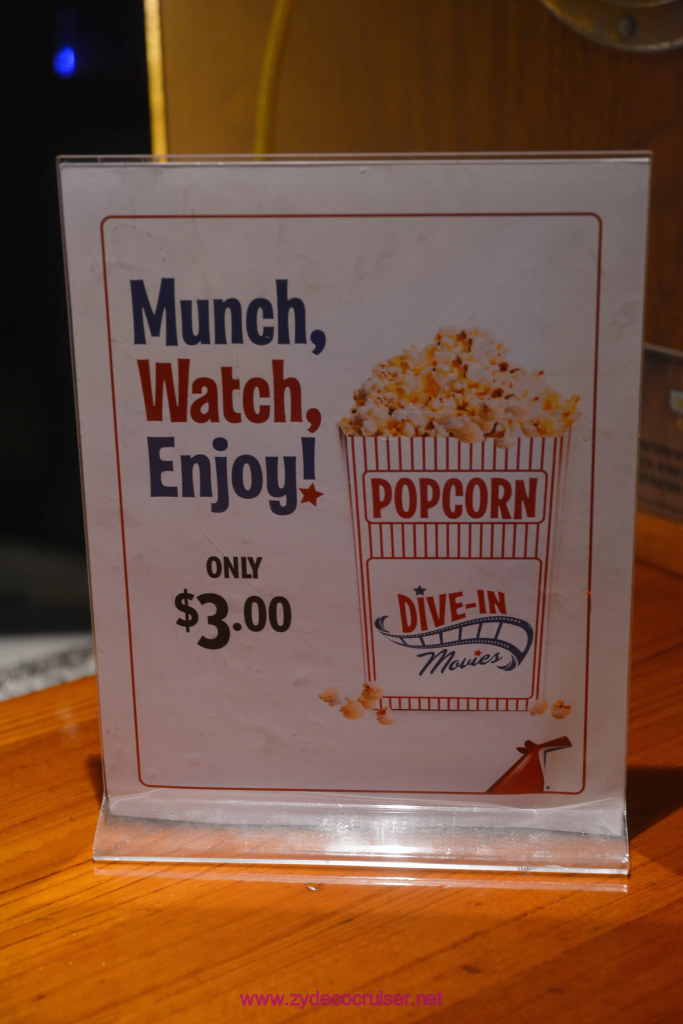 Munch,
Watch,
Enjoy!
ONLY
$3.00
POPCORN
DIVE-IN
Movies
www.zydecocruiser.net